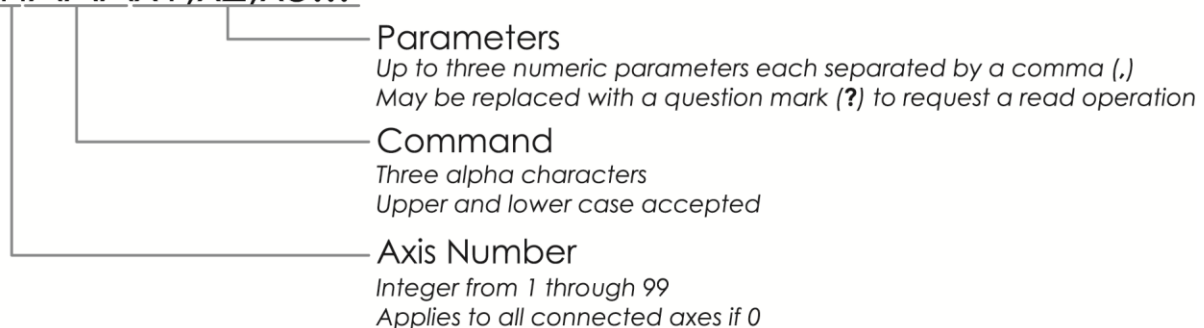 Parameters
Up to three numeric parameters each separated by a comma (,)
May be replaced with a question mark (?) to request a read operation
Command
Three alpha characters
Upper and lower case accepted
Axis Number
Integer from 1 through 99
Applies to all connected axes if 0